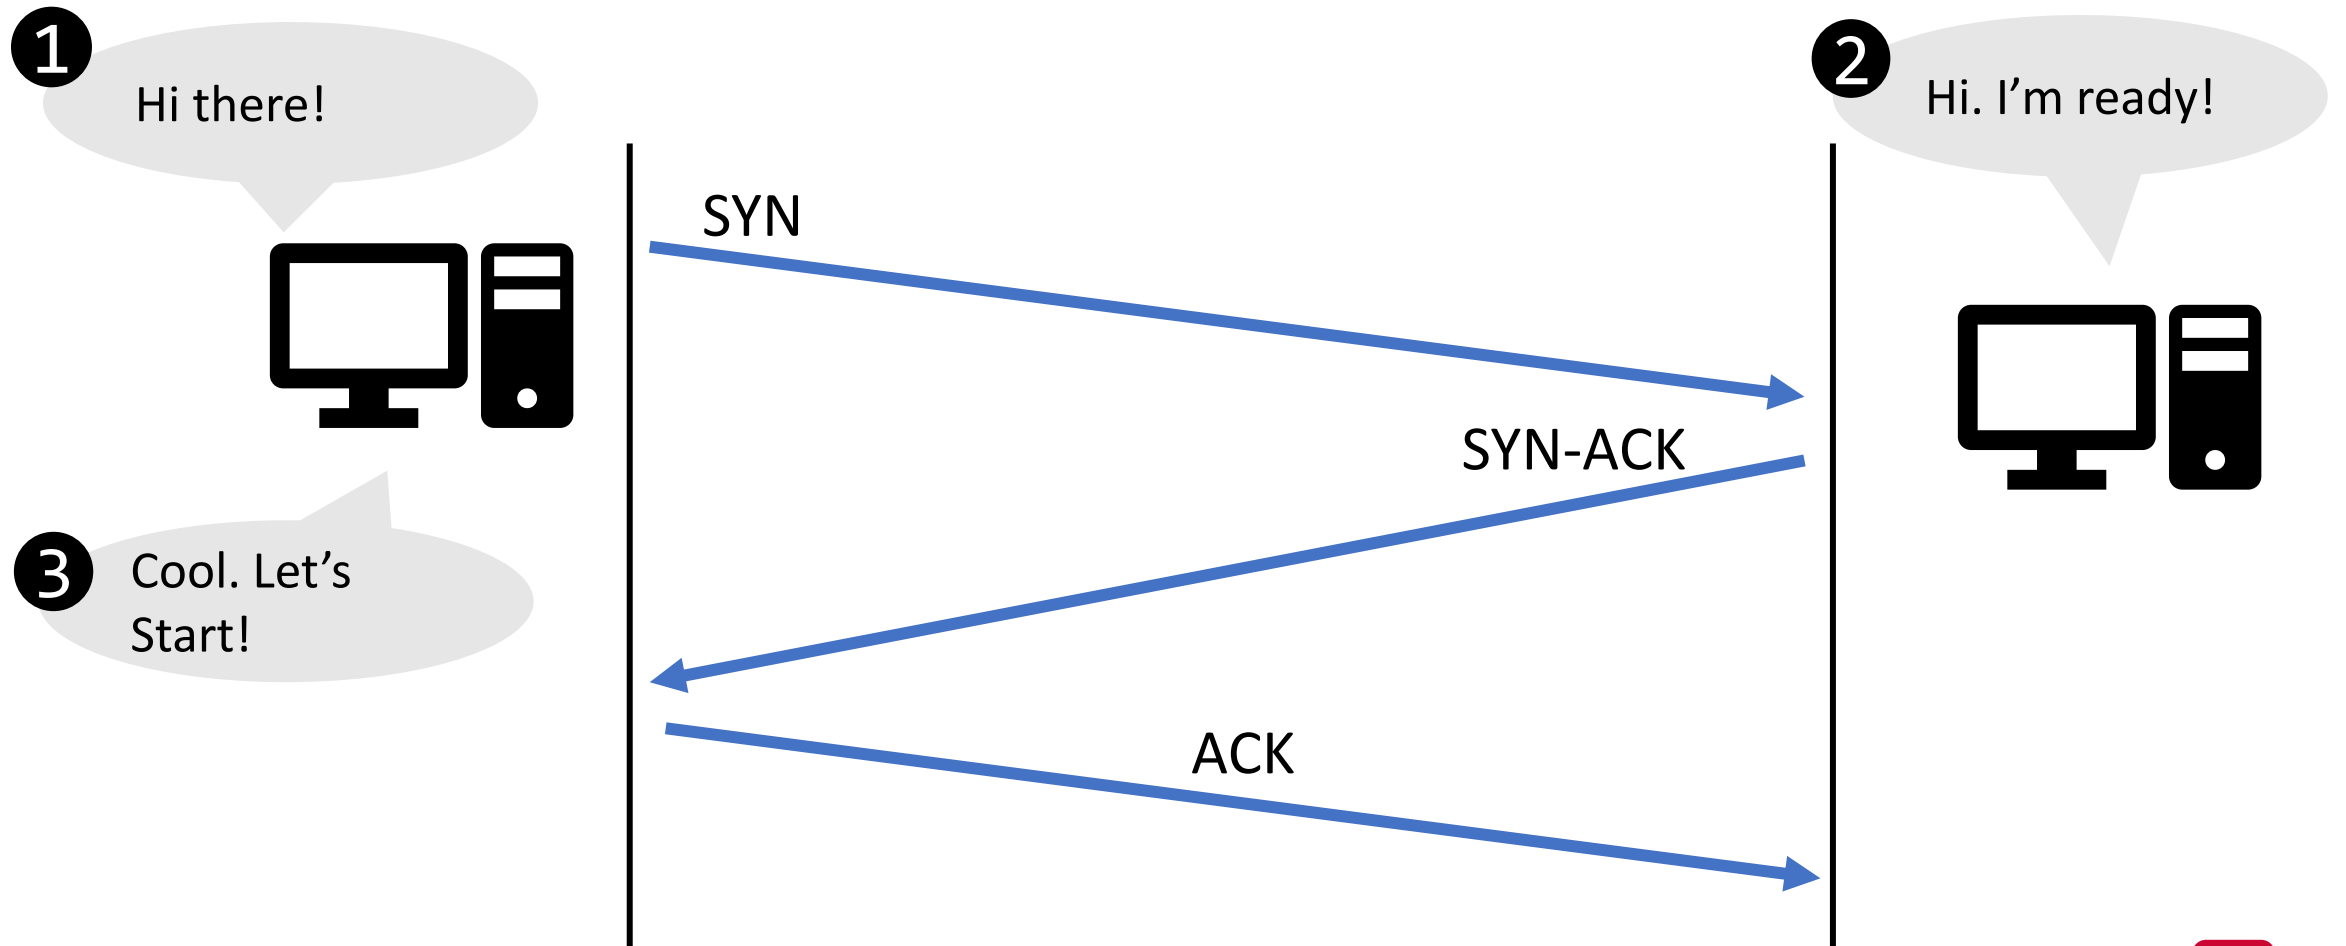 1
Hi there!
2
Hi. I’m ready!
SYN
SYN-ACK
3
Cool. Let’s
Start!
ACK